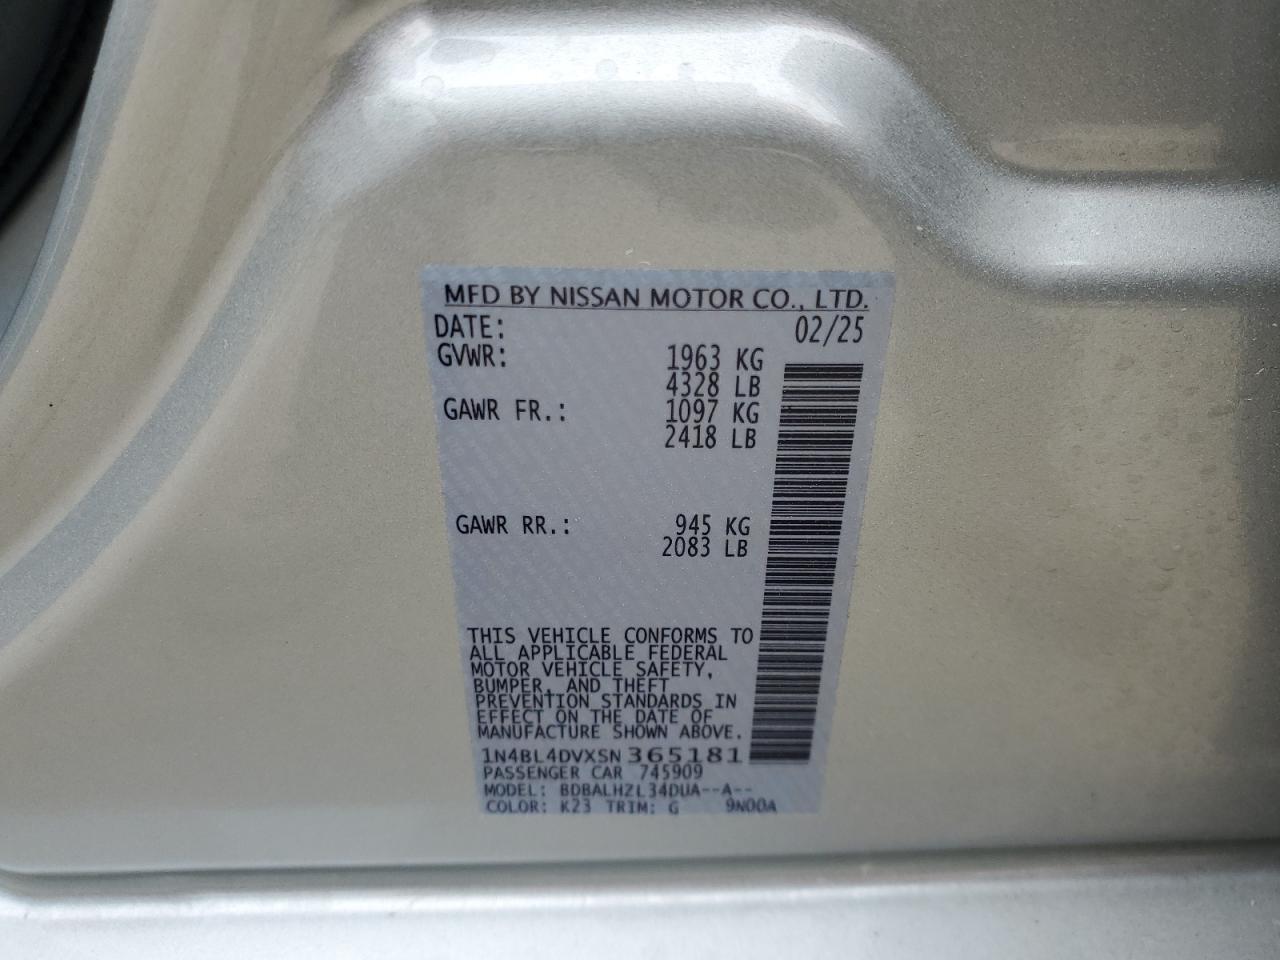 MFD BY NISSAN MOTOR CO., LTD.
DATE: 02/25
GVWR: 1963 KG
4328 LB
GAWR FR.: 1097 KG
2418 LB
GAWR RR.: 945 KG
2083 LB
THIS VEHICLE CONFORMS TO
ALL APPLICABLE FEDERAL
MOTOR VEHICLE SAFETY,
BUMPER, AND THEFT
PREVENTION STANDARDS IN
EFFECT ON THE DATE OF
MANUFACTURE SHOWN ABOVE.
1N4BL4DVXSN365181
PASSENGER CAR 745909
MODEL: BDBALHZL34DUA--A--
COLOR: K23 TRIM: G 9N00A